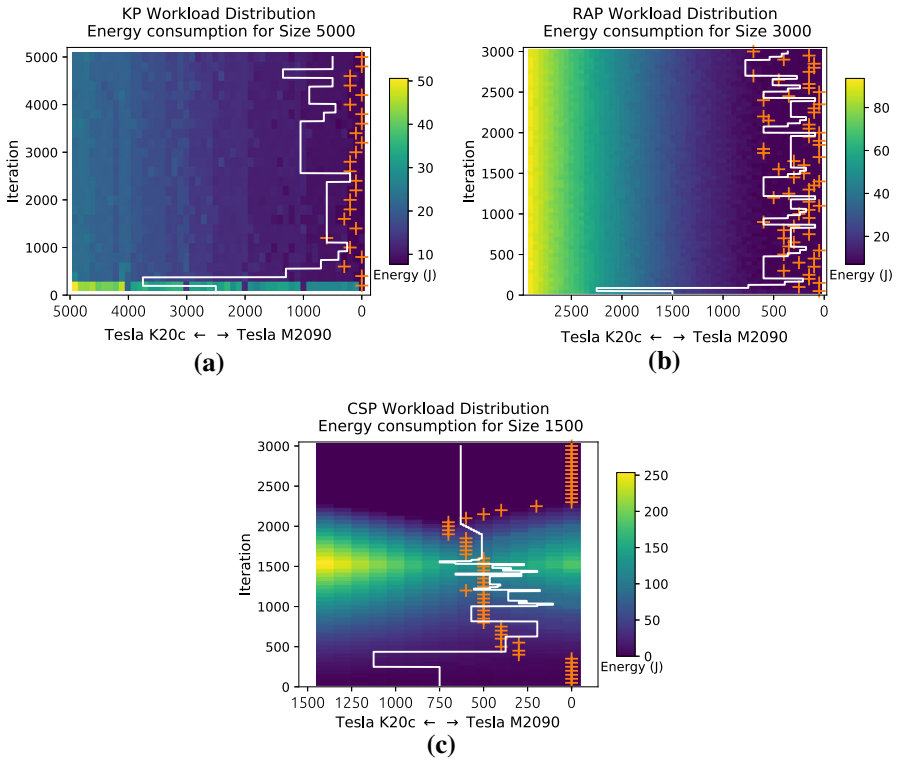 KP Workload Distribution
Energy consumption for Size 5000
5000
4000
3000
2000
1000
0
Iteration
5000 4000 3000 2000 1000 0
Tesla K20c ← → Tesla M2090
50
40
30
20
10
Energy (J)
(a)
RAP Workload Distribution
Energy consumption for Size 3000
3000
2500
2000
1500
1000
500
0
Iteration
2500 2000 1500 1000 500 0
Tesla K20c ← → Tesla M2090
80
60
40
20
Energy (J)
(b)
CSP Workload Distribution
Energy consumption for Size 1500
3000
2500
2000
1500
1000
500
0
Iteration
1500 1250 1000 750 500 250 0
Tesla K20c ← → Tesla M2090
250
200
150
100
50
0
Energy (J)
(c)